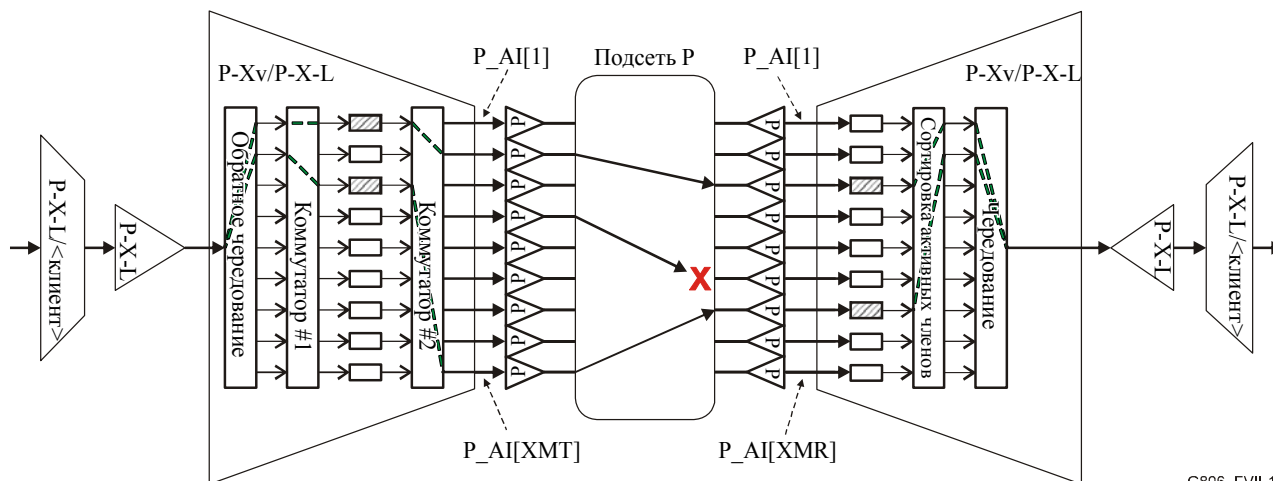 P-Xv/P-X-L
P_AI[1]
Подсеть P
P_AI[1]
P-Xv/P-X-L
P-X-L/
<клиент>
P-X-L
Обратное чередование
Коммутатор #1
Коммутатор #2
P
P
P
P
P
P
P
P
P
X
P
P
P
P
P
P
P
P
P
Сортировка активных
членов
Чередование
P-X-L
P-X-L/
<клиент>
P_AI[XMT]
P_AI[XMR]